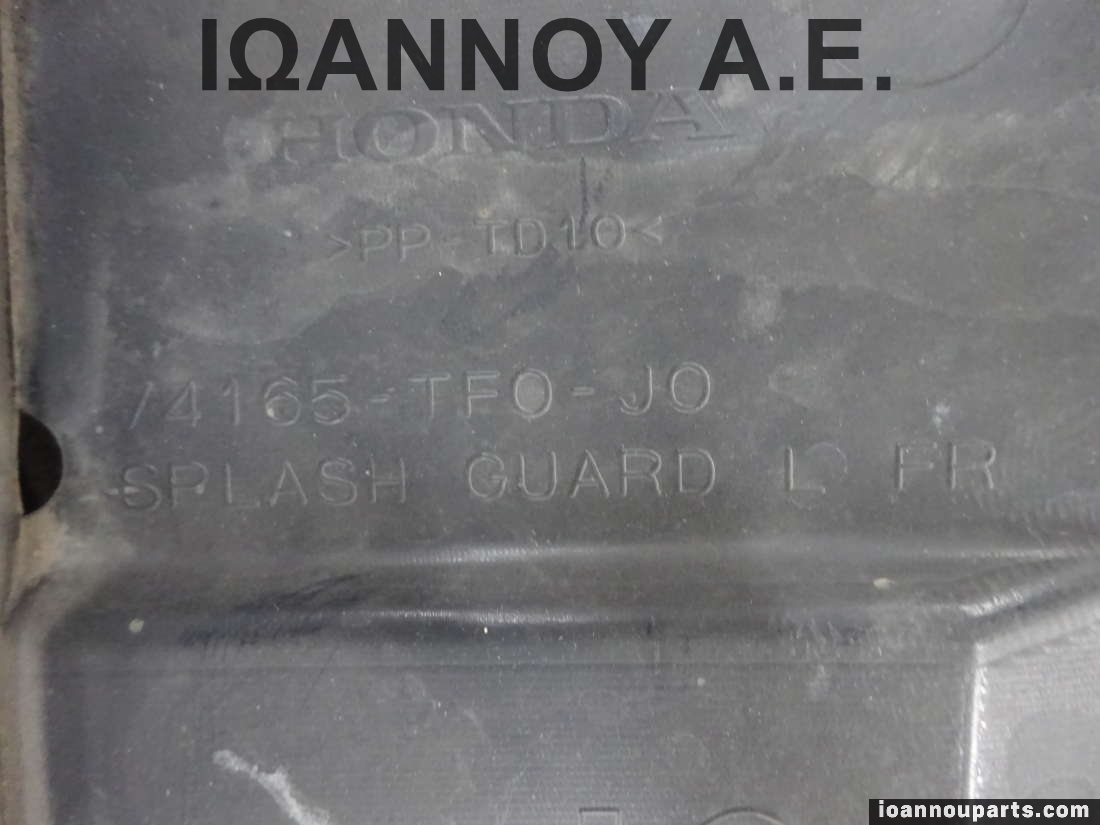 ΙΩΑΝΝΟΥ Α.Ε.
HONDA
>PP-TD10<
74165-TF0-J0
SPLASH GUARD L FR
ioannouparts.com